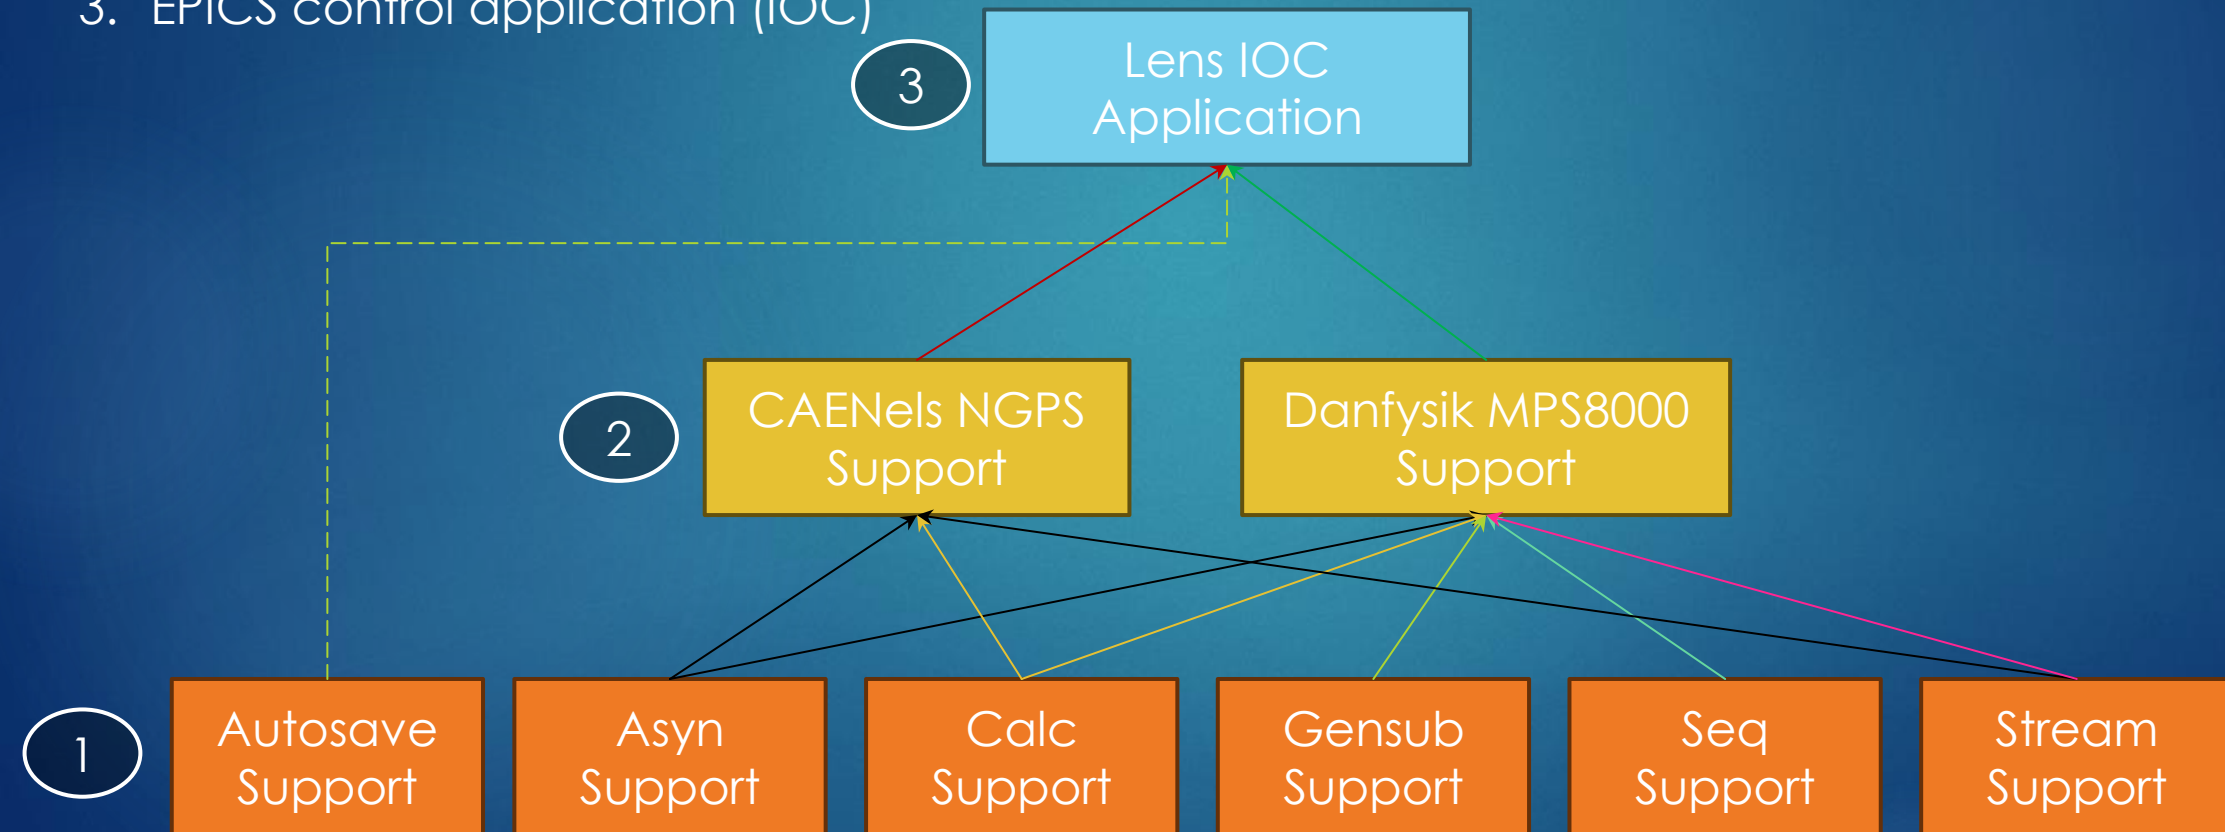 3. EPICS control application (IOC)
3
Lens IOC
Application
2
CAENels NGPS
Support
Danfysik MPS8000
Support
1
Autosave
Support
Asyn
Support
Calc
Support
Gensub
Support
Seq
Support
Stream
Support